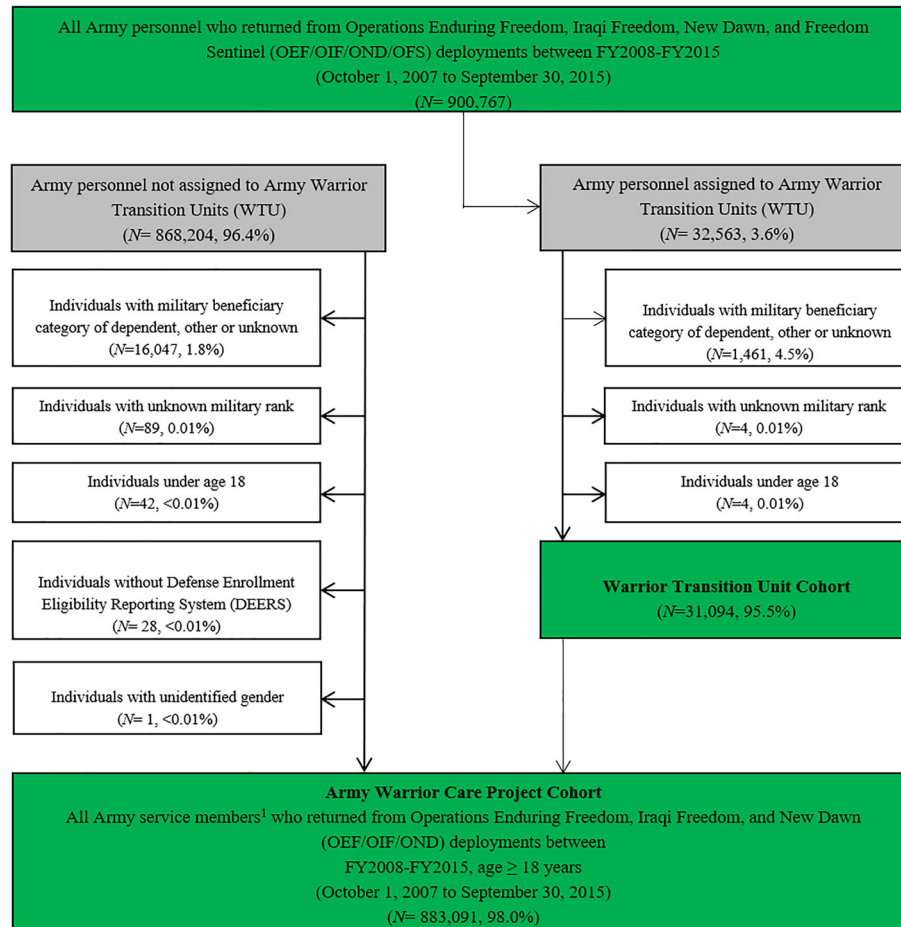 All Army personnel who returned from Operations Enduring Freedom, Iraqi Freedom, New Dawn, and Freedom
Sentinel (OEF/OIF/OND/OFS) deployments between FY2008-FY2015
(October 1, 2007 to September 30, 2015)
(N= 900,767)
Army personnel not assigned to Army Warrior
Transition Units (WTU)
(N= 868,204, 96.4%)
Army personnel assigned to Army Warrior
Transition Units (WTU)
(N= 32,563, 3.6%)
Individuals with military beneficiary
category of dependent, other or unknown
(N=16,047, 1.8%)
Individuals with military beneficiary
category of dependent, other or unknown
(N=1,461, 4.5%)
Individuals with unknown military rank
(N=89, 0.01%)
Individuals with unknown military rank
(N=4, 0.01%)
Individuals under age 18
(N=42, <0.01%)
Individuals under age 18
(N=4, 0.01%)
Individuals without Defense Enrollment
Eligibility Reporting System (DEERS)
(N= 28, <0.01%)
Warrior Transition Unit Cohort
(N=31,094, 95.5%)
Individuals with unidentified gender
(N= 1, <0.01%)
Army Warrior Care Project Cohort
All Army service members¹ who returned from Operations Enduring Freedom, Iraqi Freedom, and New Dawn
(OEF/OIF/OND) deployments between
FY2008-FY2015, age ≥ 18 years
(October 1, 2007 to September 30, 2015)
(N= 883,091, 98.0%)